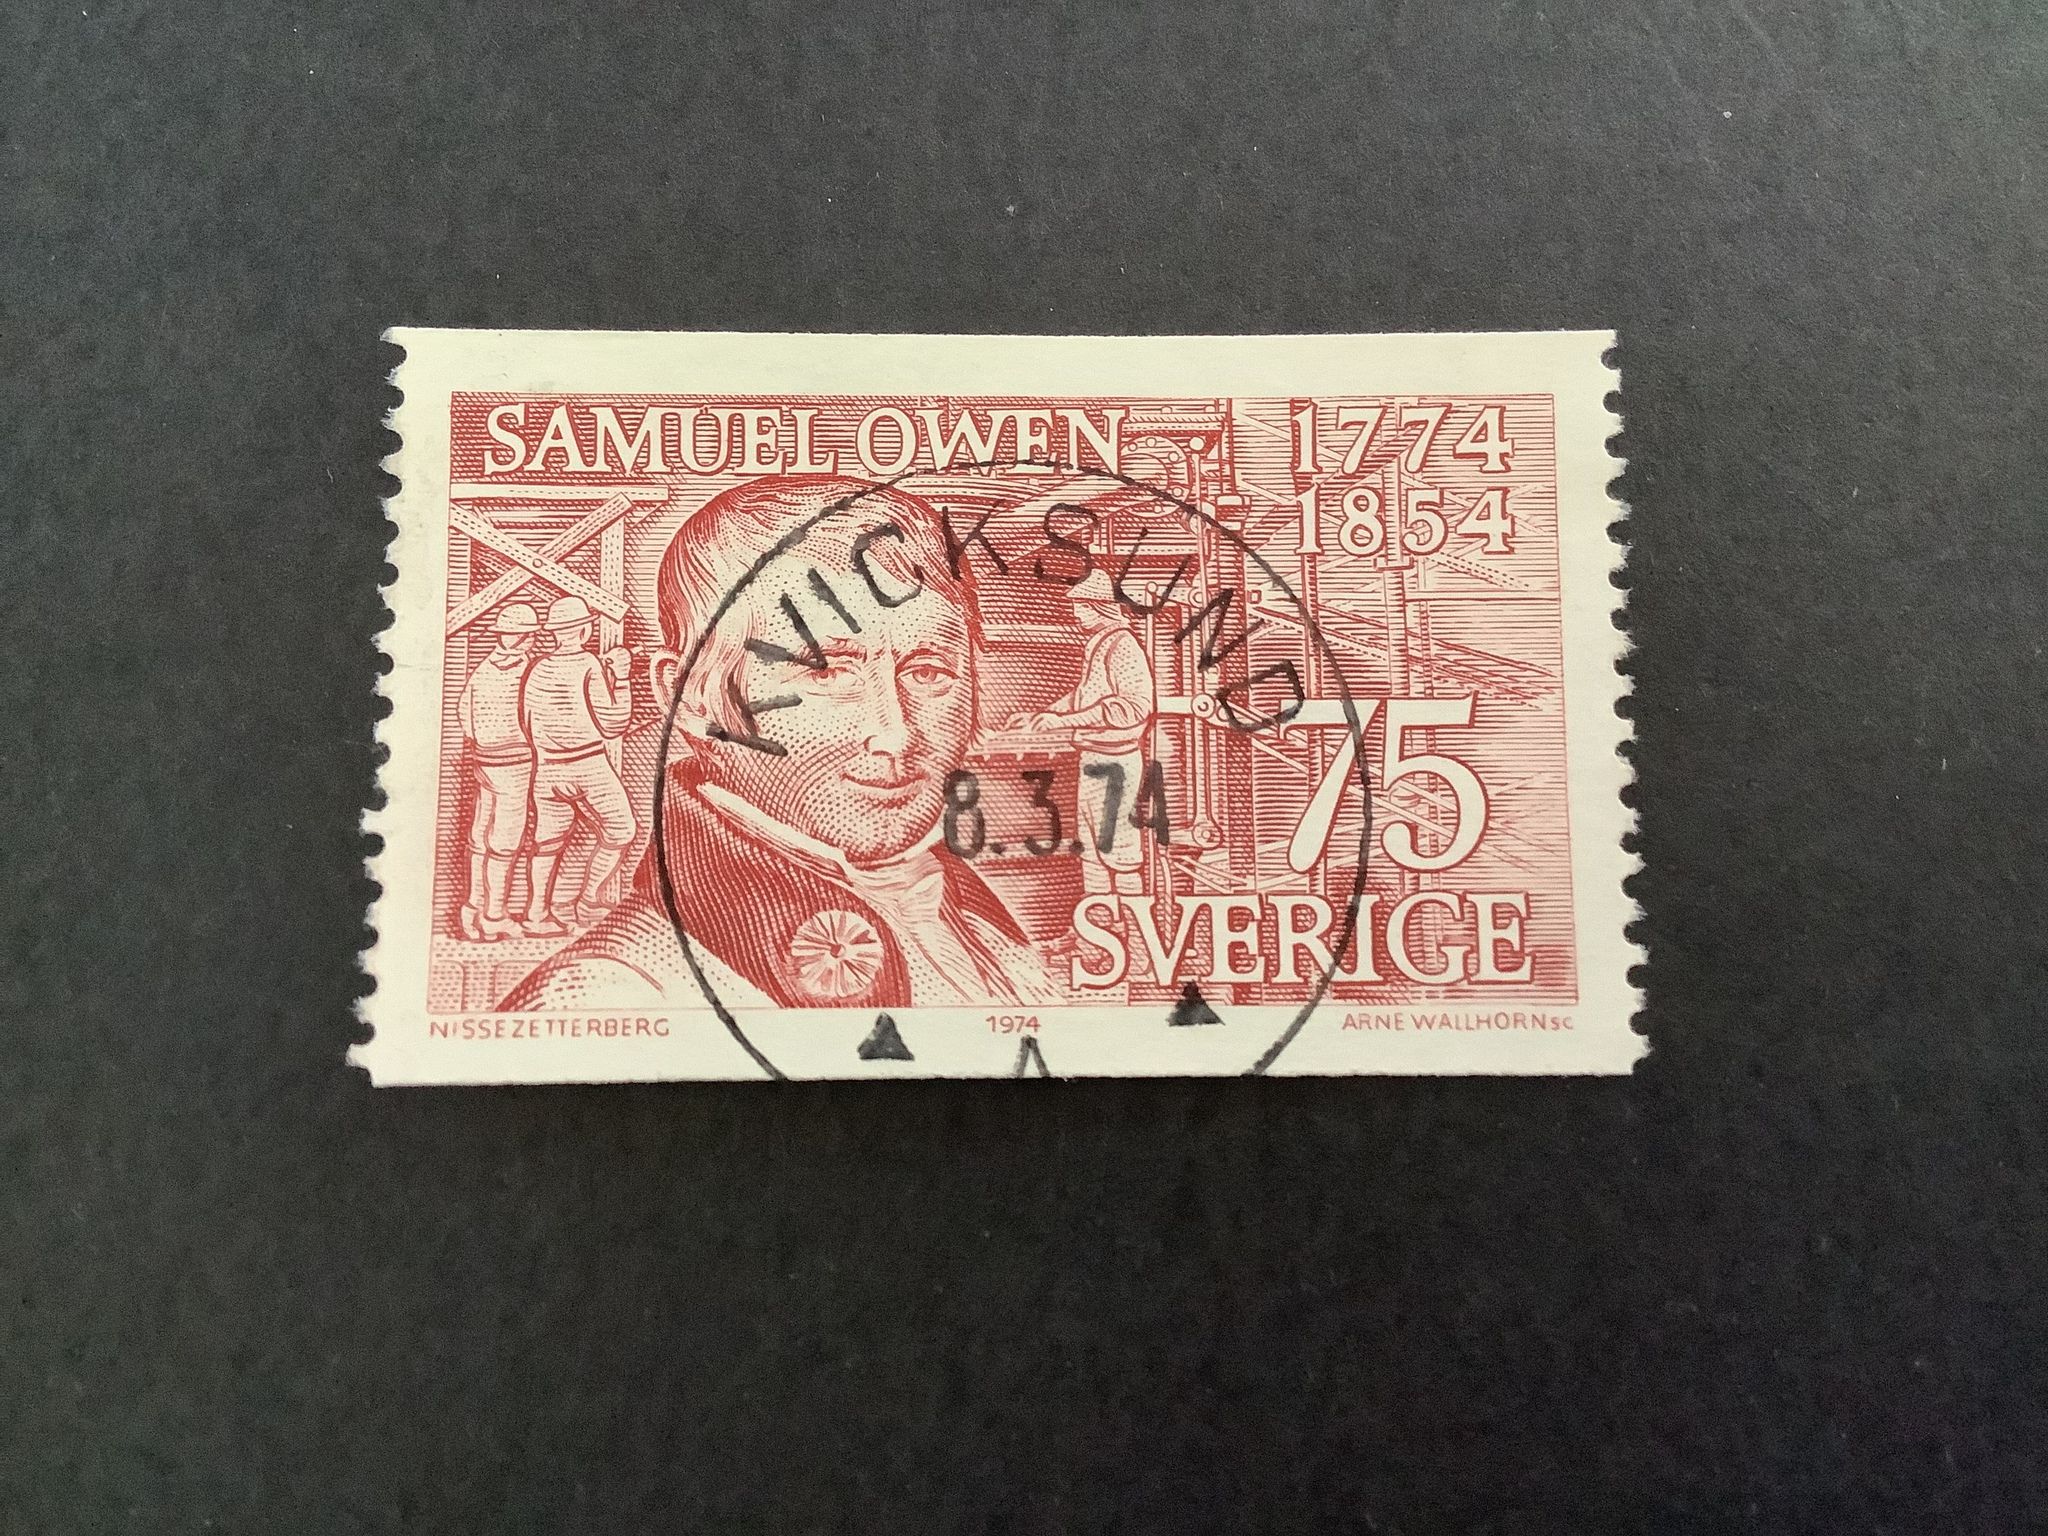 SAMUEL OWEN 1774
1854
KVICKSUND
8.3.74
75
SVERIGE
NISSE ZETTERBERG 1974 ARNE WALLHORN SC